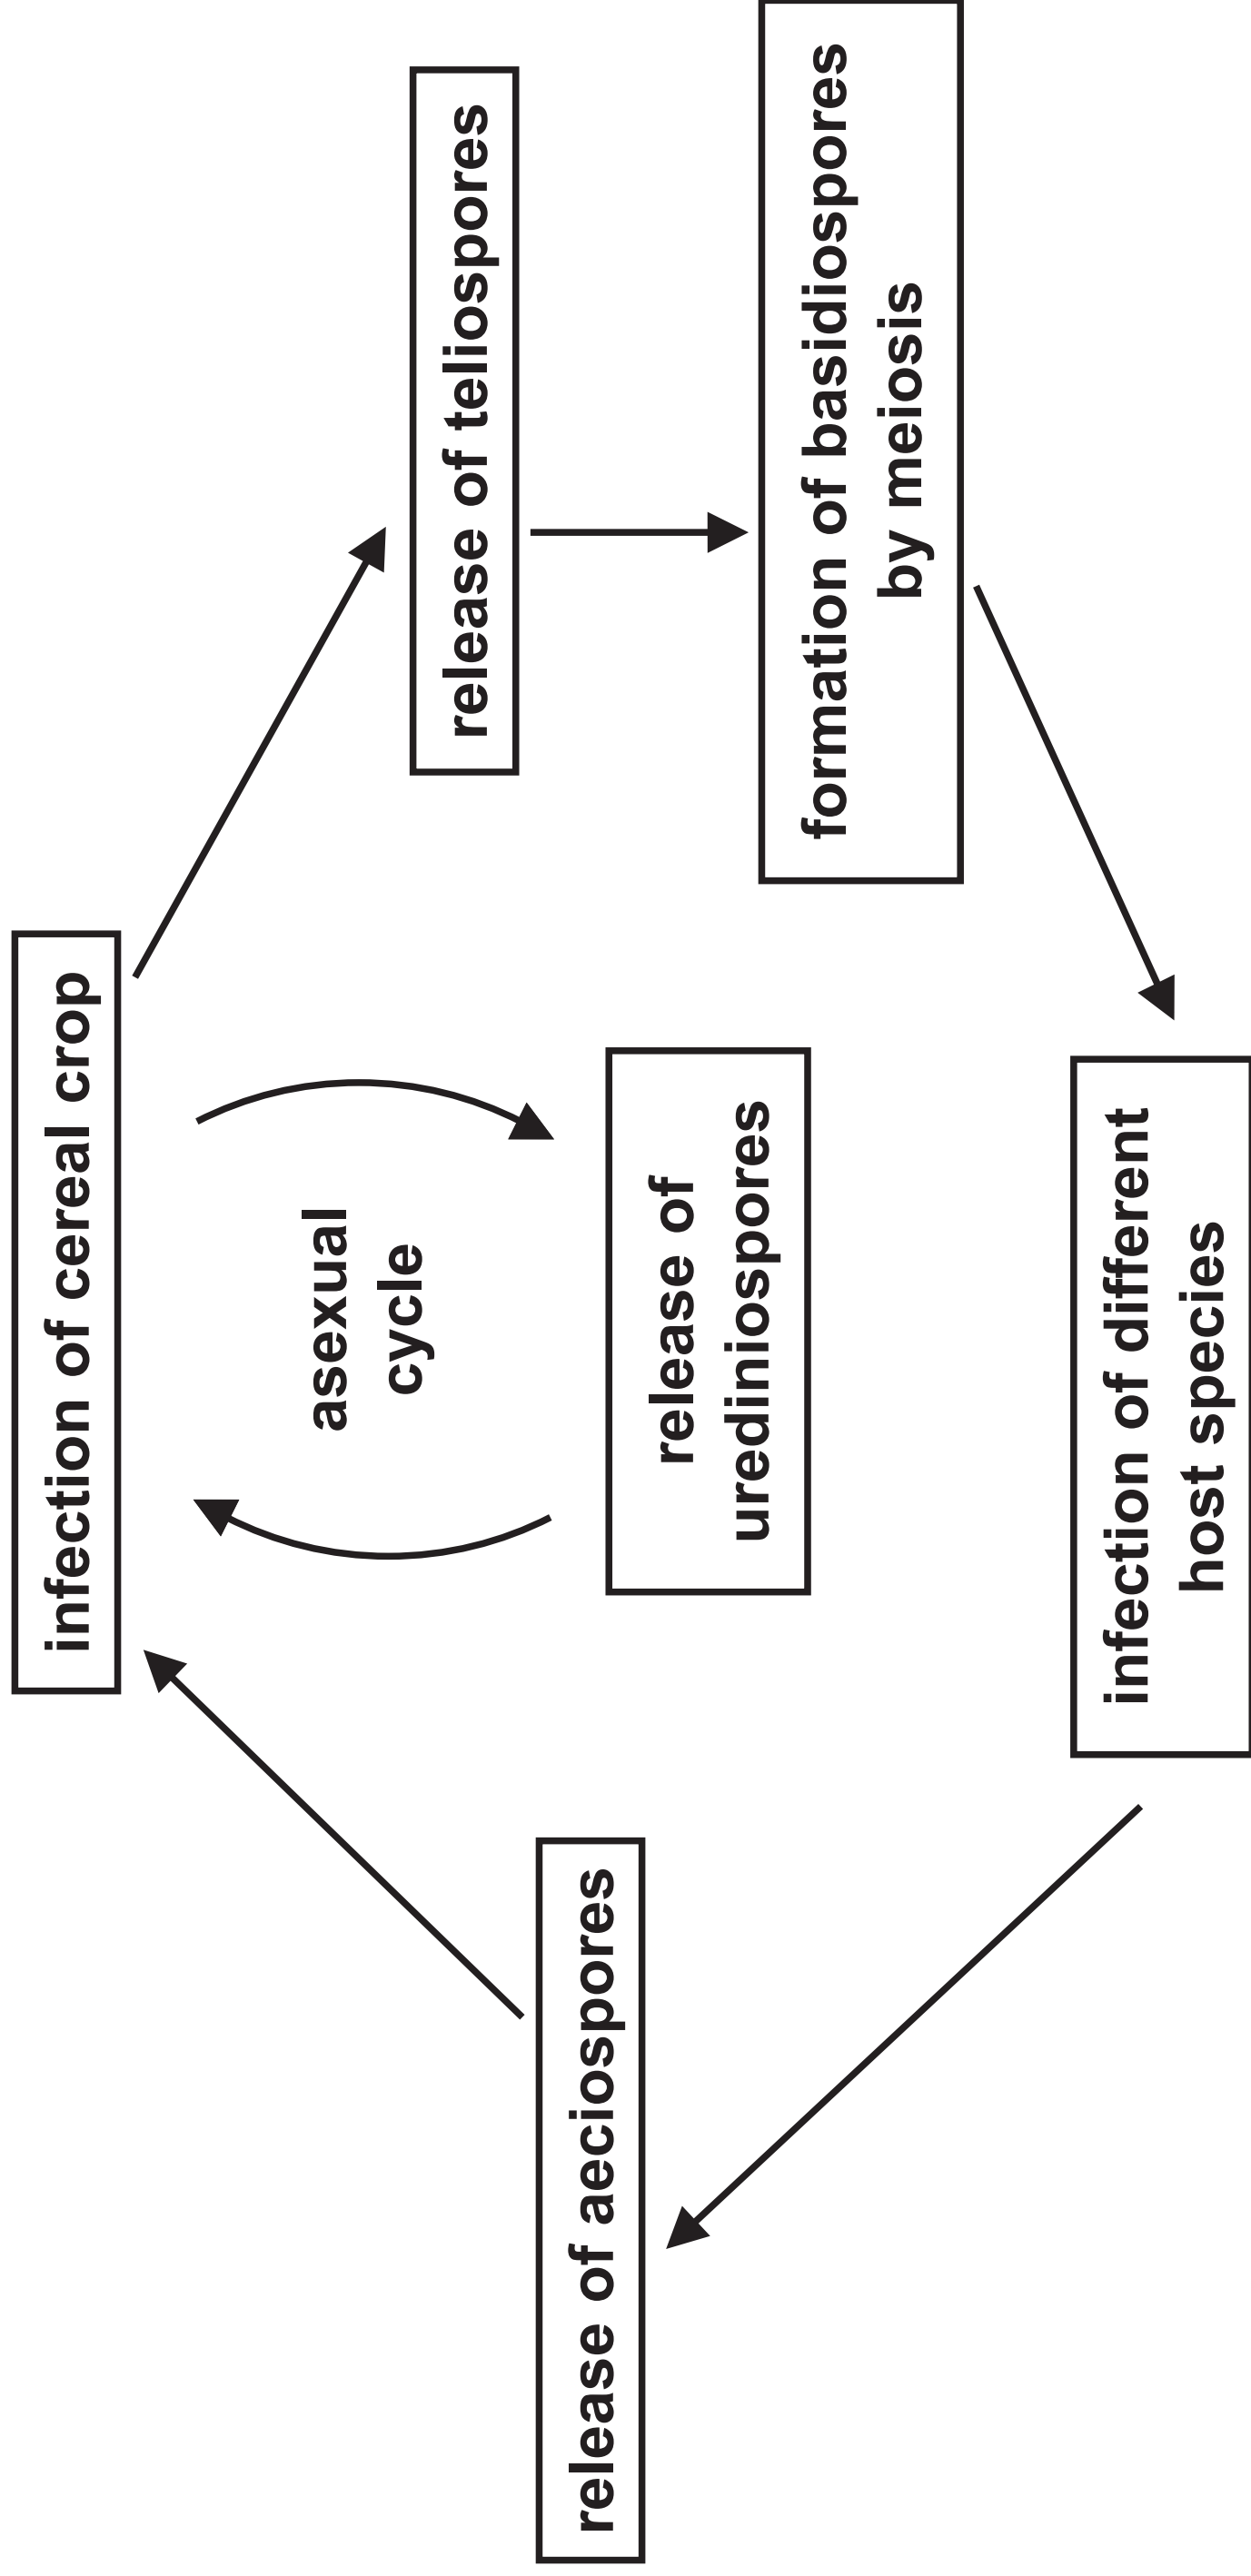 infection of cereal crop
release of teliospores
formation of basidiospores
by meiosis
infection of different
host species
release of aeciospores
asexual
cycle
release of
urediniospores